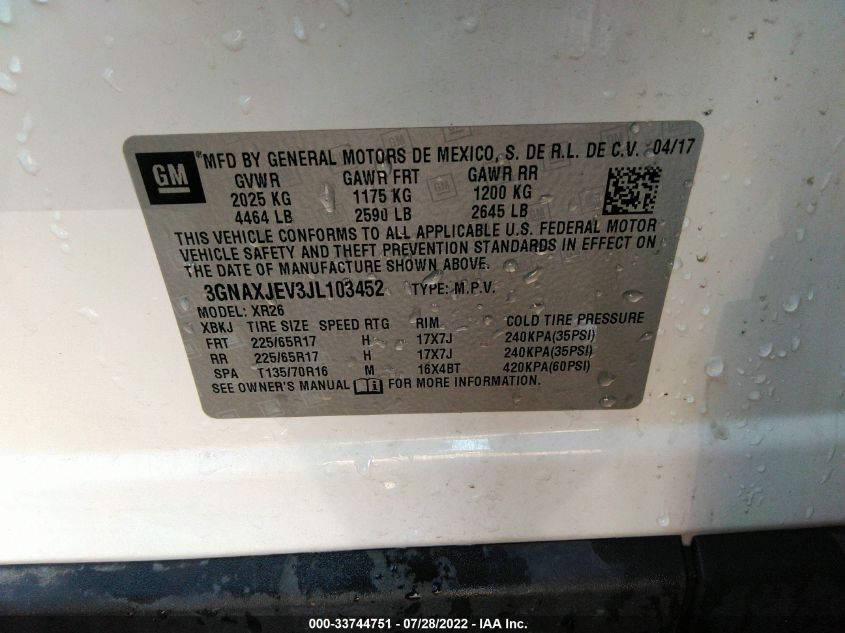 GM ® MFD BY GENERAL MOTORS DE MEXICO, S. DE R.L. DE C.V. 04/17
GVWR GAWR FRT GAWR RR
2025 KG 1175 KG 1200 KG
4464 LB 2590 LB 2645 LB
THIS VEHICLE CONFORMS TO ALL APPLICABLE U.S. FEDERAL MOTOR
VEHICLE SAFETY AND THEFT PREVENTION STANDARDS IN EFFECT ON
THE DATE OF MANUFACTURE SHOWN ABOVE.
3GNAXJEV3JL103452 TYPE: M.P.V.
MODEL: XR26
XBKJ TIRE SIZE SPEED RTG RIM COLD TIRE PRESSURE
FRT 225/65R17 H 17X7J 240KPA(35PSI)
RR 225/65R17 H 17X7J 240KPA(35PSI)
SPA T135/70R16 M 16X4BT 420KPA(60PSI)
SEE OWNER'S MANUAL FOR MORE INFORMATION.
000-33744751 — 07/28/2022 - IAA Inc.